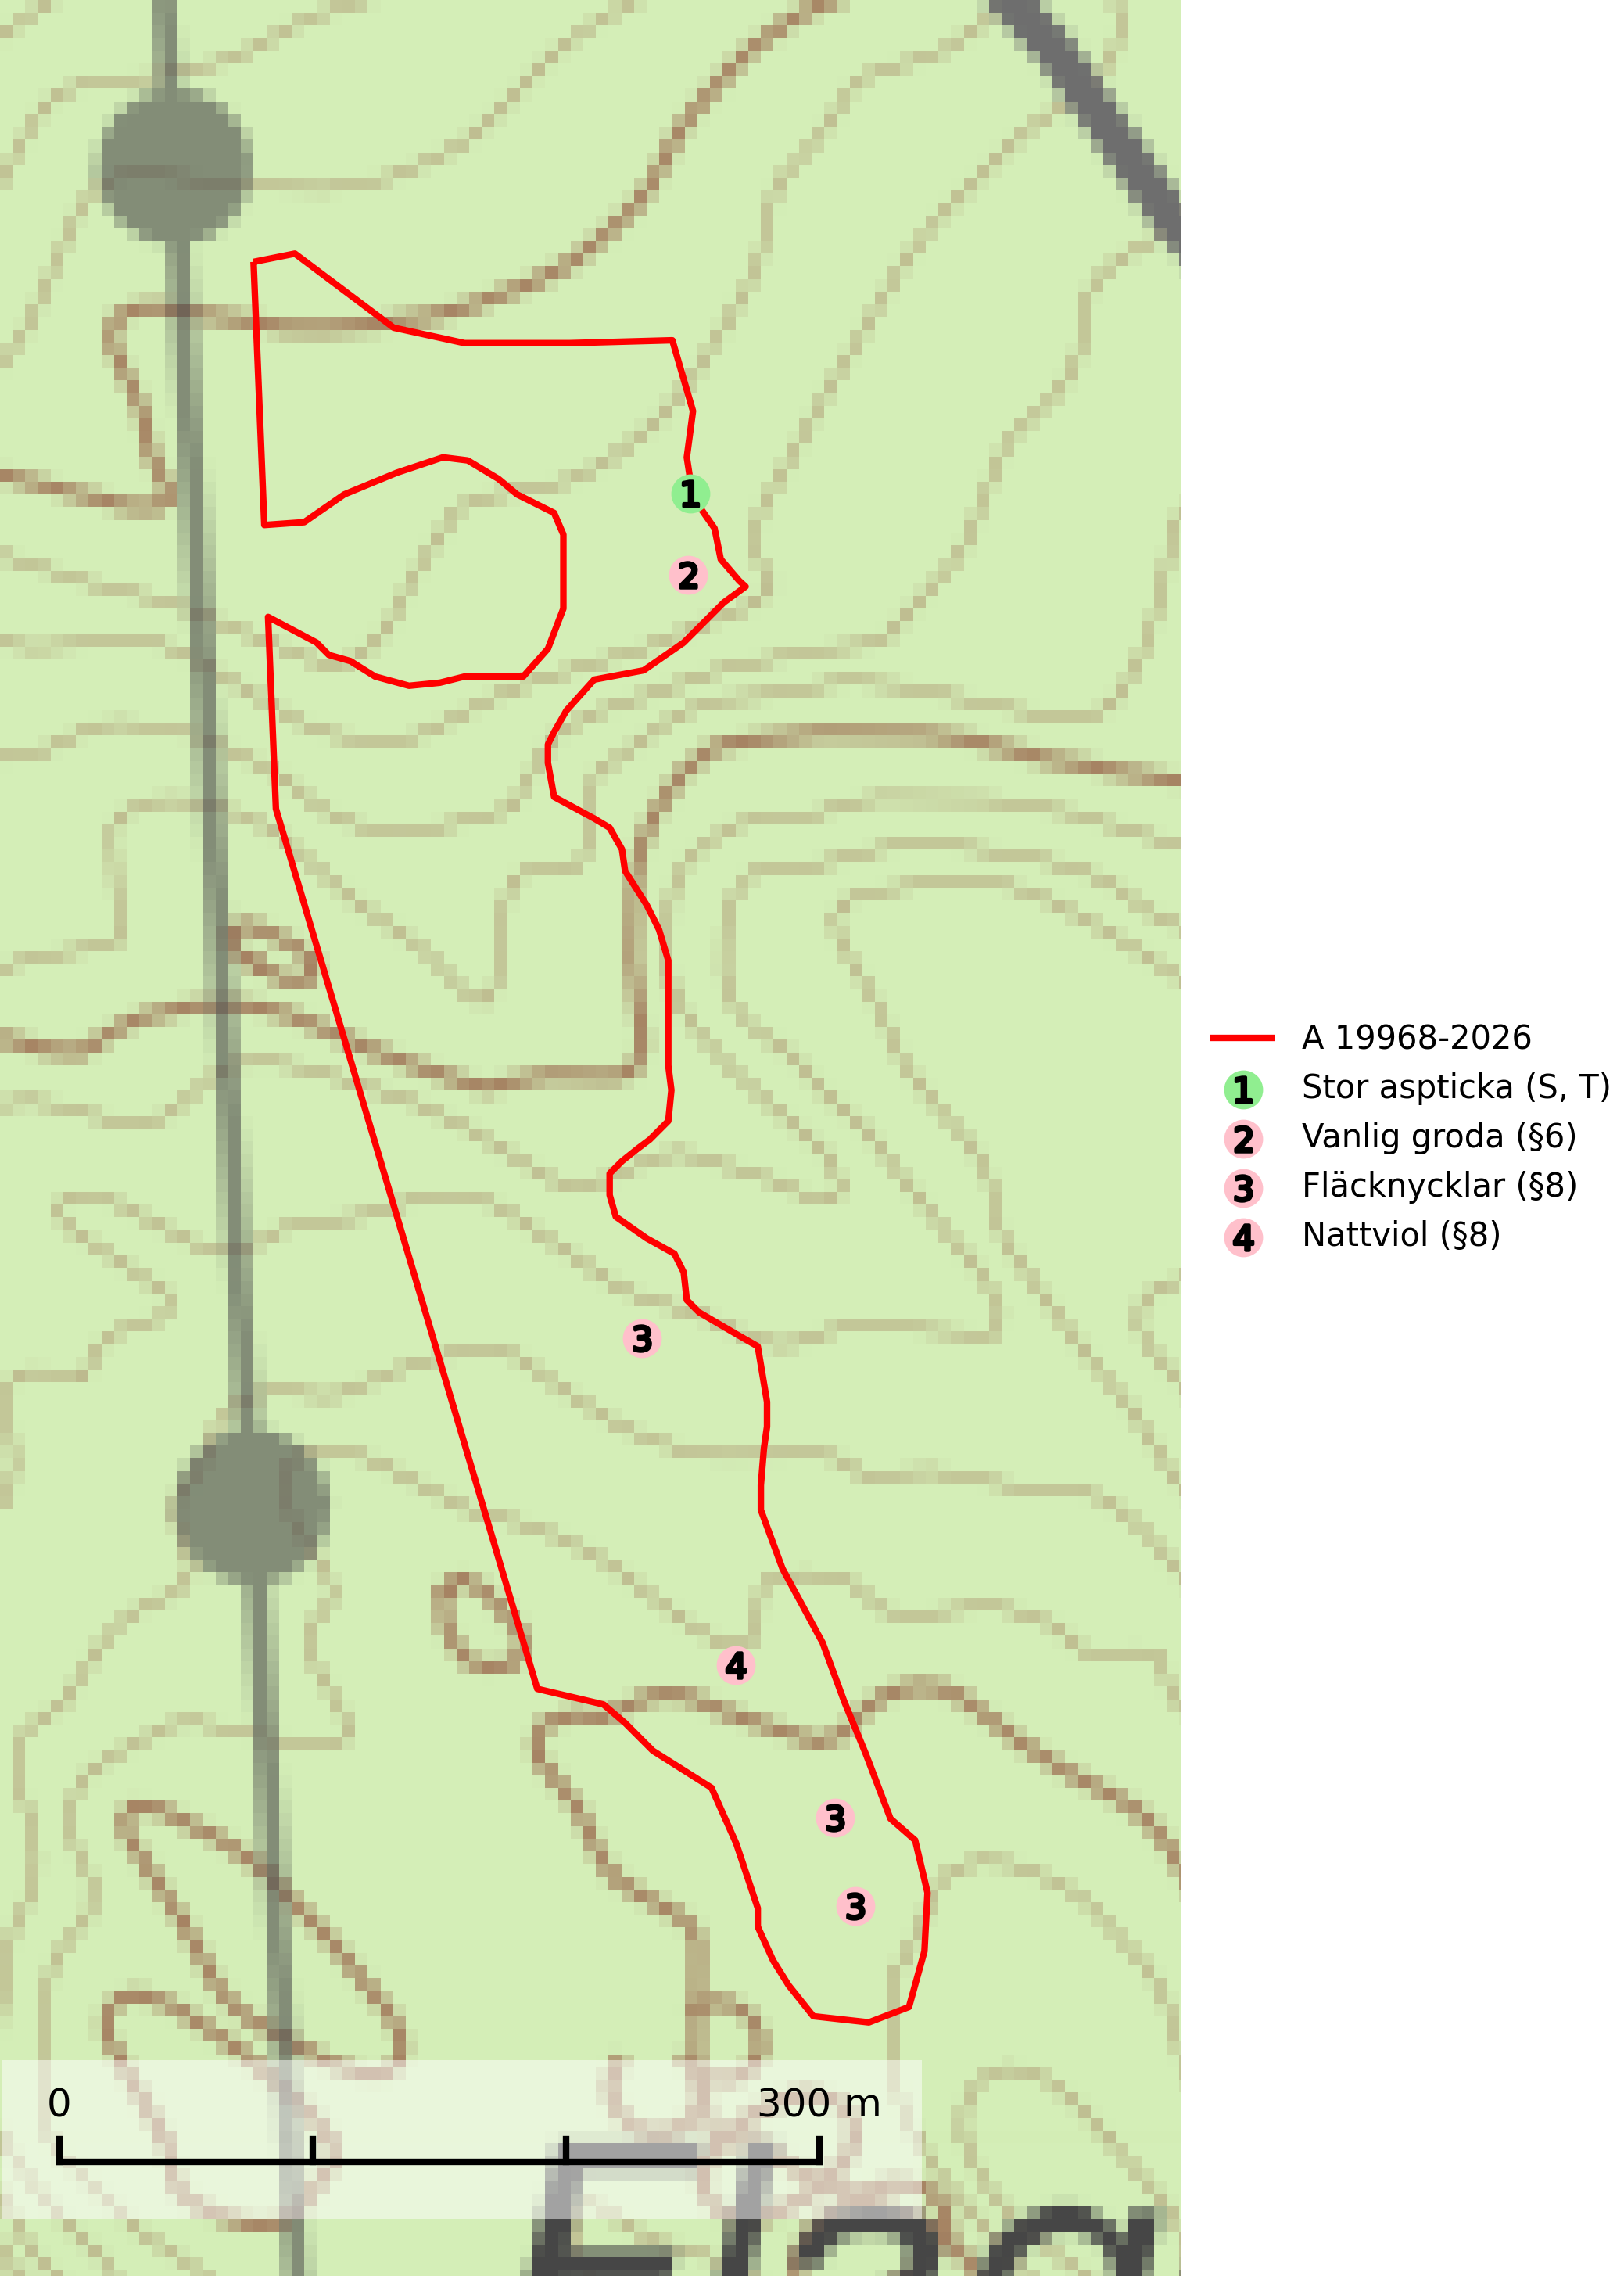 1
2
3
4
3
3
0 300 m
A 19968-2026
1 Stor aspticka (S, T)
2 Vanlig groda (§6)
3 Fläcknycklar (§8)
4 Nattviol (§8)